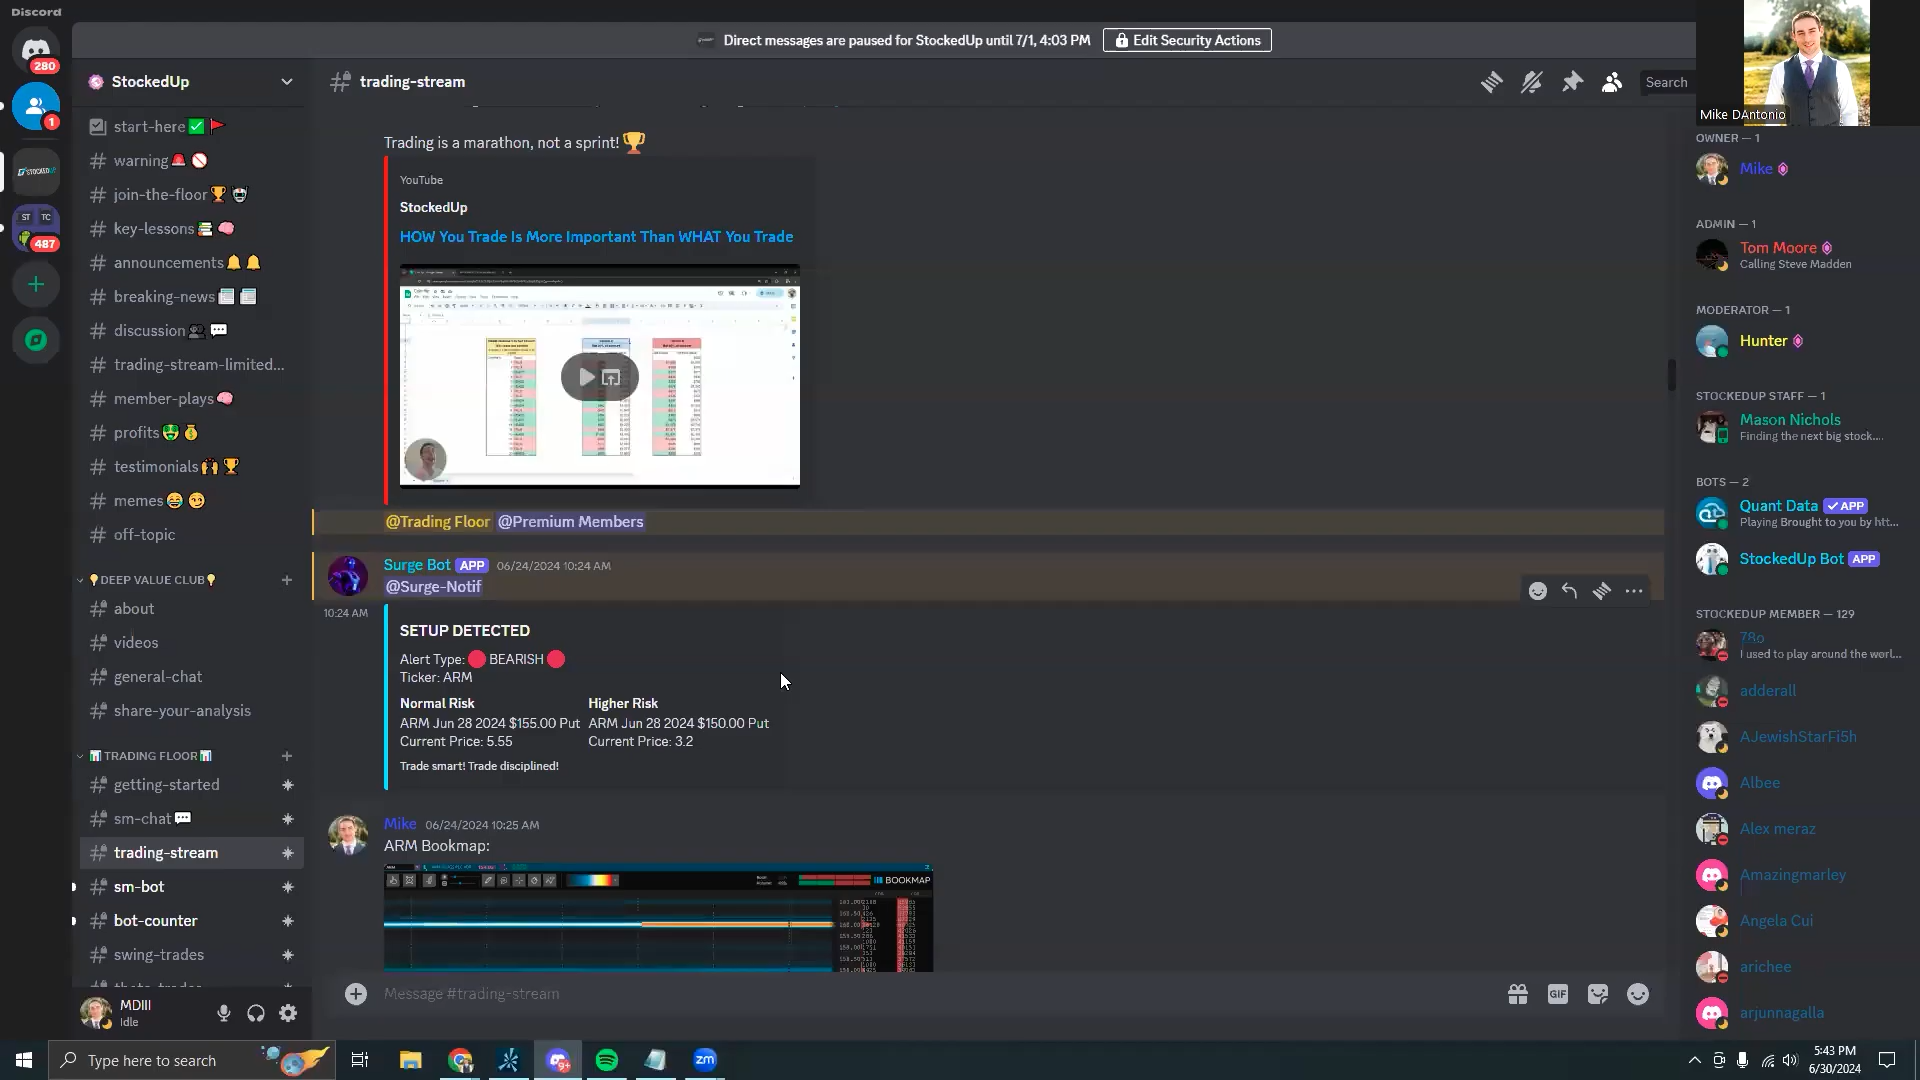 Discord
Direct messages are paused for StockedUp until 7/1, 4:03 PM
Edit Security Actions
280
1
STOCKEDUP
ST TC
487
StockedUp
start-here
warning
join-the-floor
key-lessons
announcements
breaking-news
discussion
trading-stream-limited...
member-plays
profits
testimonials
memes
off-topic
DEEP VALUE CLUB
about
videos
general-chat
share-your-analysis
TRADING FLOOR
getting-started
sm-chat
trading-stream
sm-bot
bot-counter
swing-trades
MDIII
Idle
trading-stream
Search
Trading is a marathon, not a sprint!
YouTube
StockedUp
HOW You Trade Is More Important Than WHAT You Trade
@Trading Floor @Premium Members
Surge Bot APP 06/24/2024 10:24 AM
@Surge-Notif
10:24 AM
SETUP DETECTED
Alert Type: BEARISH
Ticker: ARM
Normal Risk Higher Risk
ARM Jun 28 2024 $155.00 Put ARM Jun 28 2024 $150.00 Put
Current Price: 5.55 Current Price: 3.2
Trade smart! Trade disciplined!
Mike 06/24/2024 10:25 AM
ARM Bookmap:
BOOKMAP
Message #trading-stream
GIF
Mike DAntonio
OWNER — 1
Mike
ADMIN — 1
Tom Moore
Calling Steve Madden
MODERATOR — 1
Hunter
STOCKEDUP STAFF — 1
Mason Nichols
Finding the next big stock....
BOTS — 2
Quant Data APP
Playing Brought to you by htt...
StockedUp Bot APP
STOCKEDUP MEMBER — 129
78o
I used to play around the worl...
adderall
AJewishStarFi5h
Albee
Alex meraz
Amazingmarley
Angela Cui
arichee
arjunnagalla
Type here to search
9+
zm
5:43 PM
6/30/2024